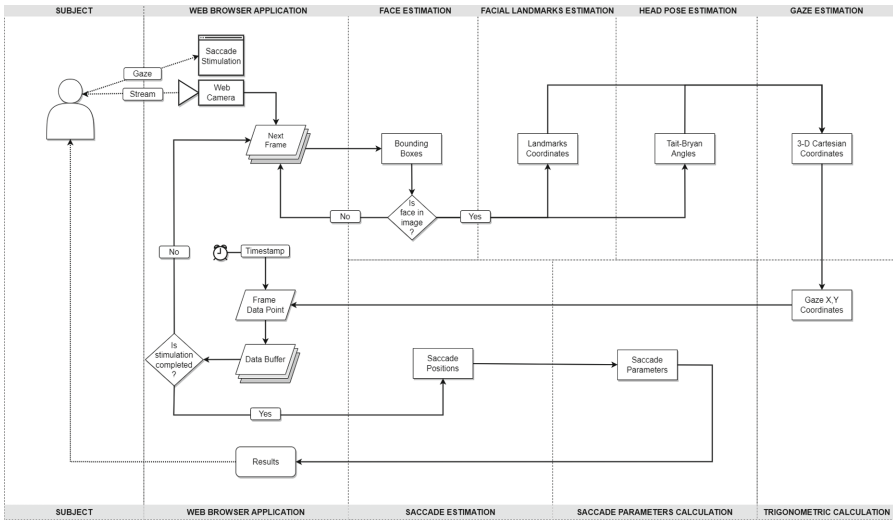 SUBJECT
WEB BROWSER APPLICATION
FACE ESTIMATION
FACIAL LANDMARKS ESTIMATION
HEAD POSE ESTIMATION
GAZE ESTIMATION
Saccade
Stimulation
Gaze
Stream
Web
Camera
Next
Frame
Bounding
Boxes
Landmarks
Coordinates
Tait-Bryan
Angles
3-D Cartesian
Coordinates
Is
face in
image
?
No
Yes
No
Timestamp
Frame
Data Point
Gaze X,Y
Coordinates
Is
stimulation
completed
?
Data Buffer
Saccade
Positions
Saccade
Parameters
Yes
Results
SUBJECT
WEB BROWSER APPLICATION
SACCADE ESTIMATION
SACCADE PARAMETERS CALCULATION
TRIGONOMETRIC CALCULATION